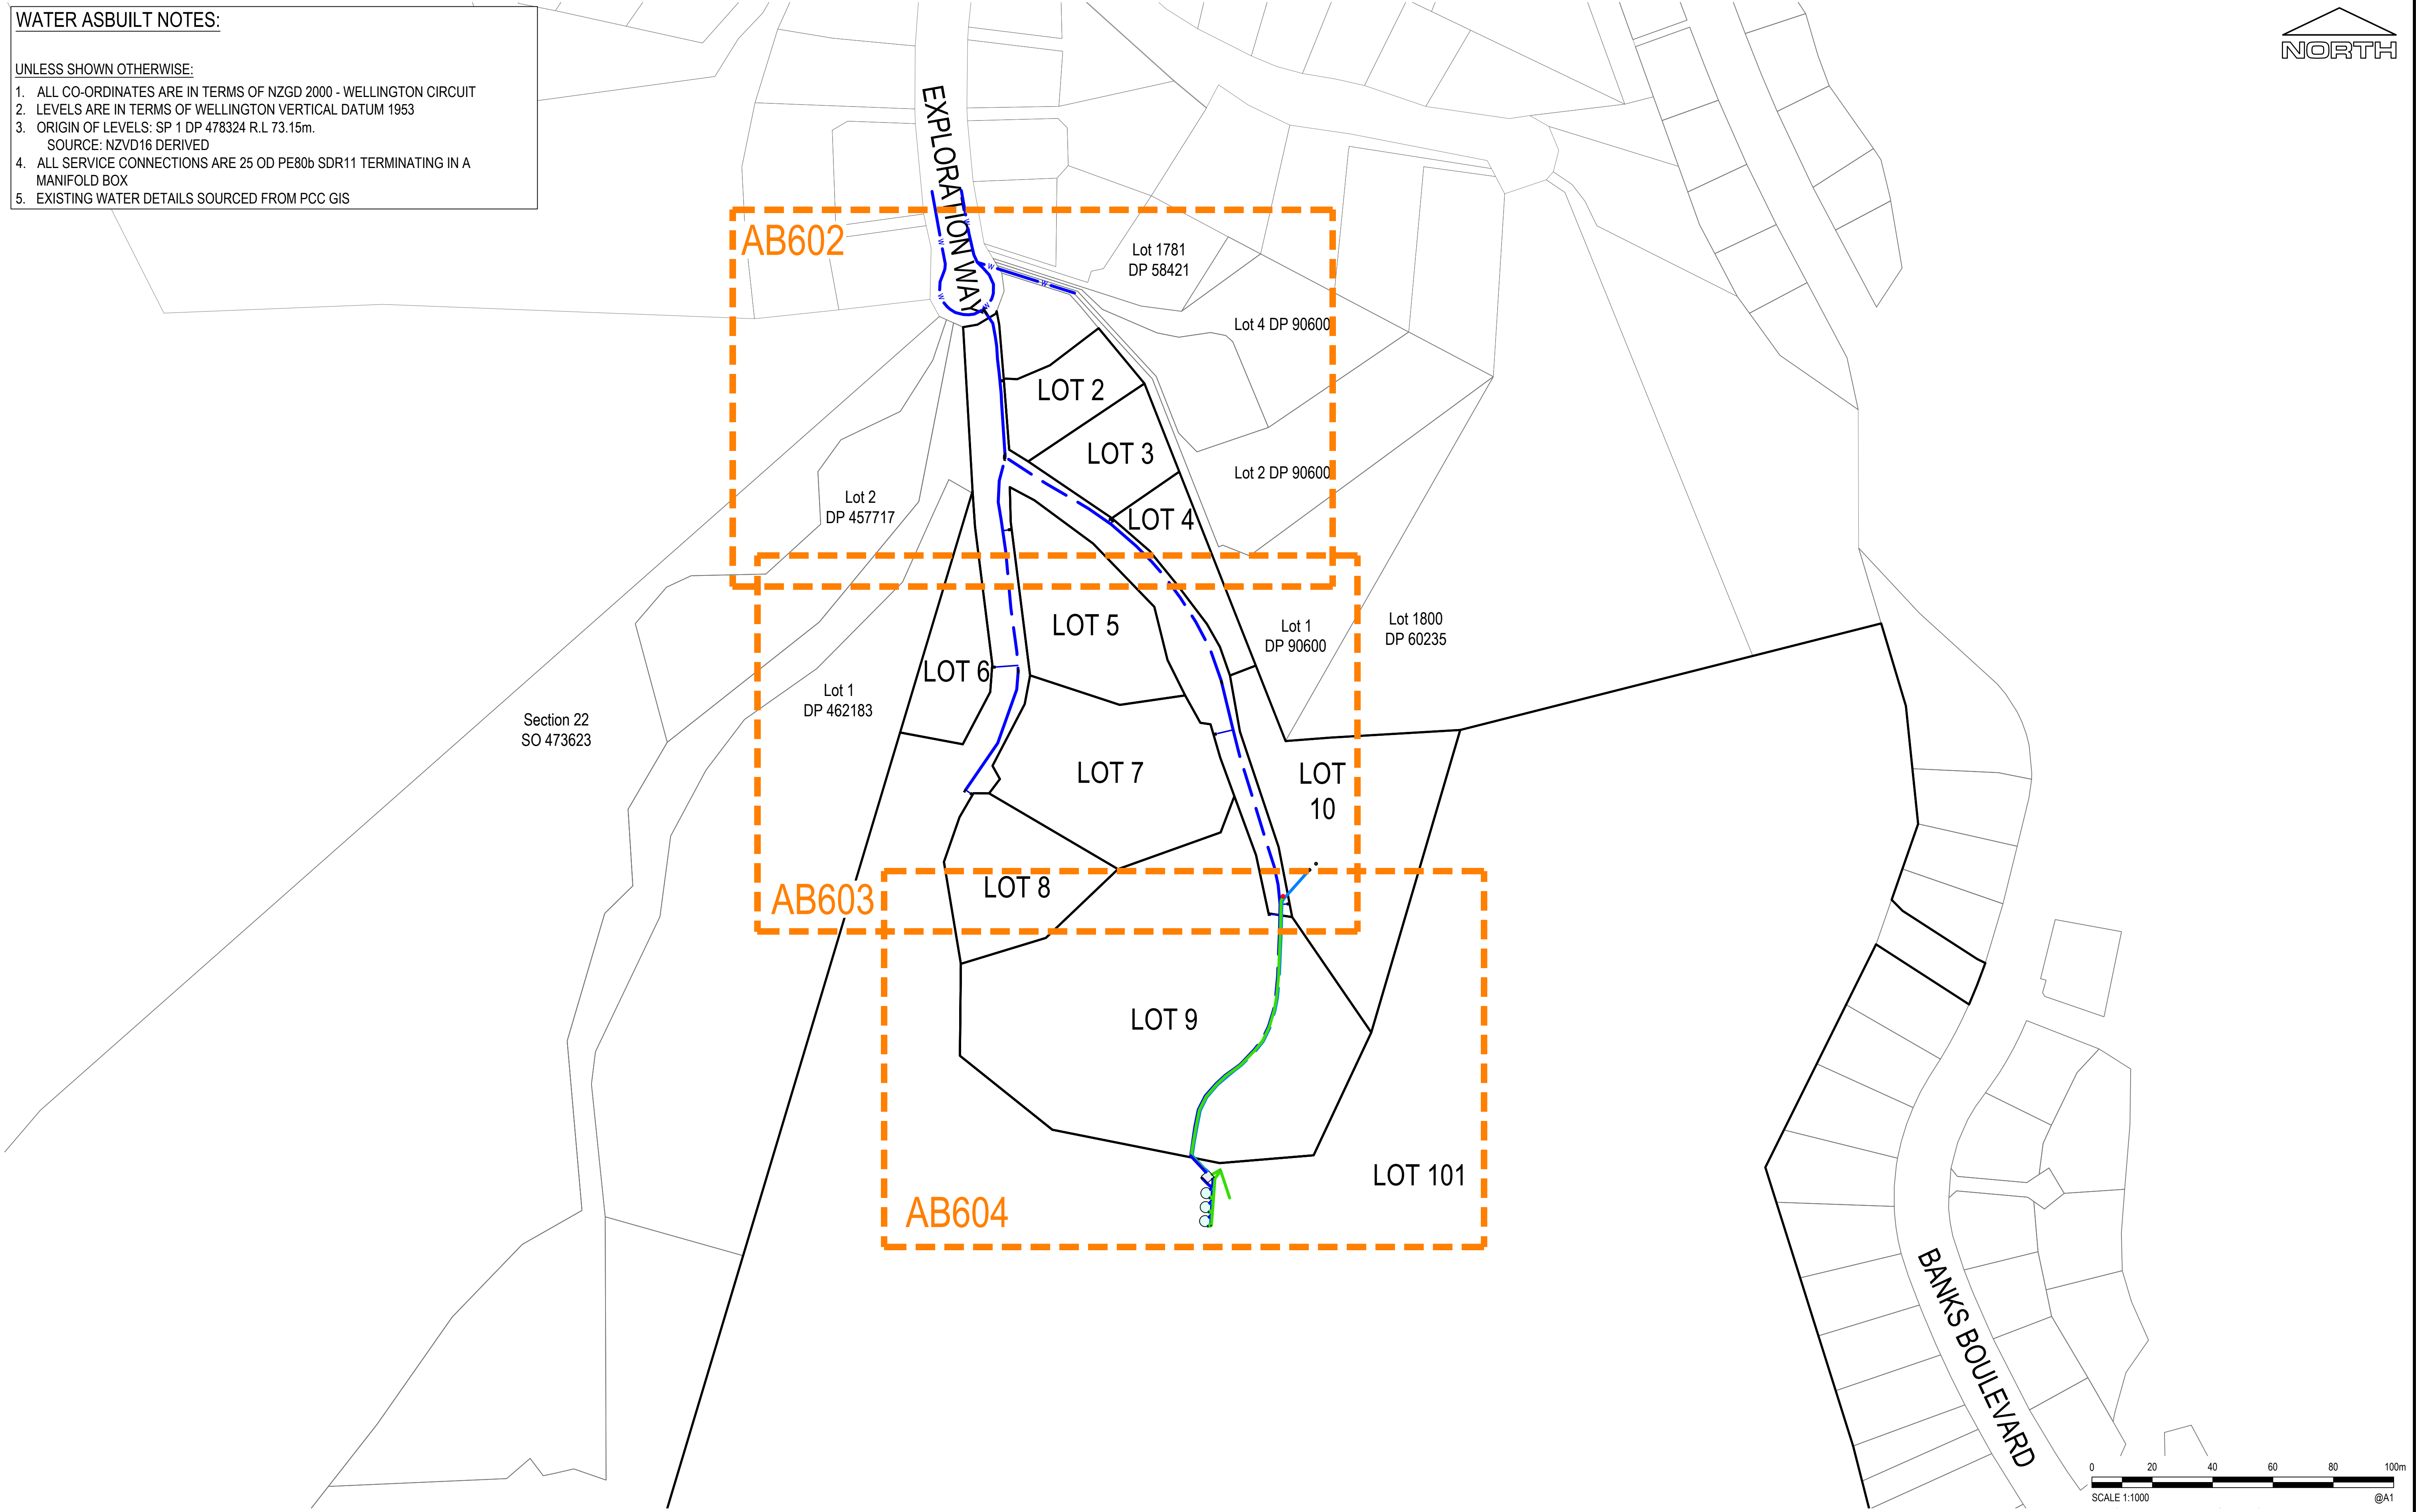 WATER ASBUILT NOTES:
UNLESS SHOWN OTHERWISE:
1. ALL CO-ORDINATES ARE IN TERMS OF NZGD 2000 - WELLINGTON CIRCUIT
2. LEVELS ARE IN TERMS OF WELLINGTON VERTICAL DATUM 1953
3. ORIGIN OF LEVELS: SP 1 DP 478324 R.L 73.15m.
SOURCE: NZVD16 DERIVED
4. ALL SERVICE CONNECTIONS ARE 25 OD PE80b SDR11 TERMINATING IN A
MANIFOLD BOX
5. EXISTING WATER DETAILS SOURCED FROM PCC GIS
NORTH
EXPLORATION WAY
W
W
W
W
W
W
AB602
Lot 1781
DP 58421
Lot 4 DP 90600
LOT 2
LOT 3
Lot 2 DP 90600
Lot 2
DP 457717
LOT 4
LOT 5
Lot 1
DP 90600
Lot 1800
DP 60235
LOT 6
Lot 1
DP 462183
Section 22
SO 473623
LOT 7
LOT
10
LOT 8
AB603
LOT 9
LOT 101
AB604
BANKS BOULEVARD
0 20 40 60 80 100m
SCALE 1:1000 @A1